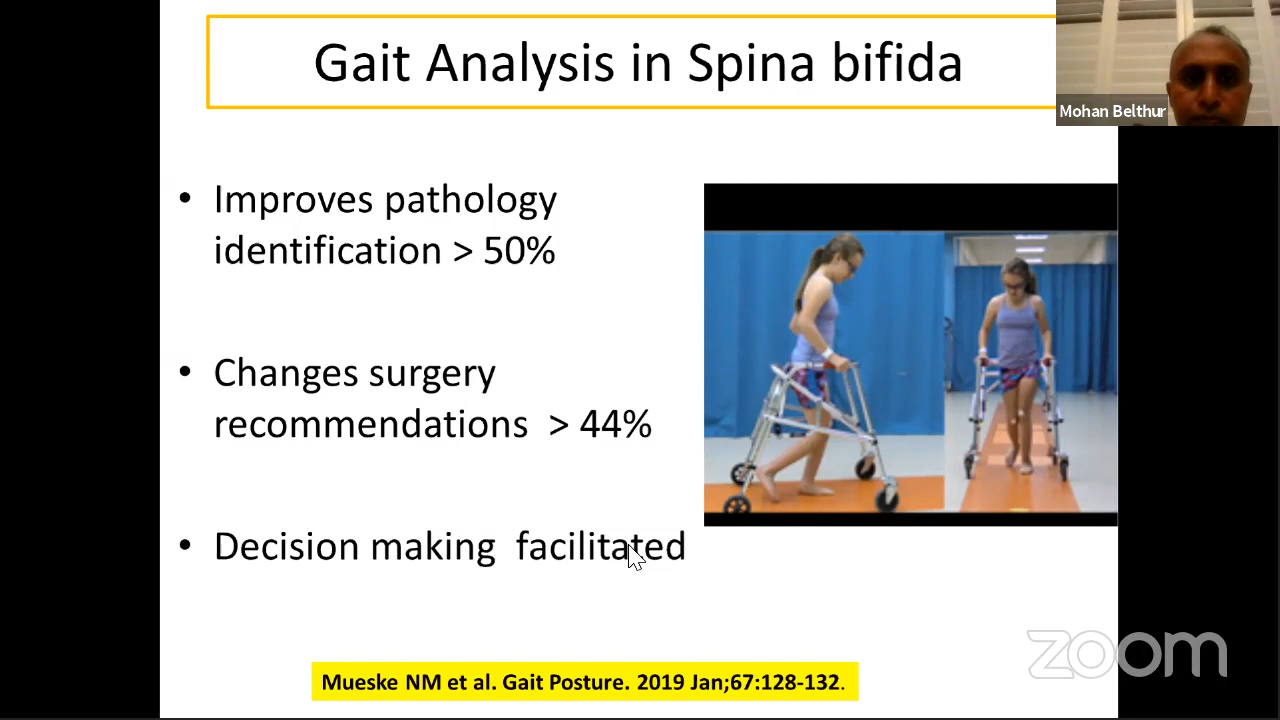 Gait Analysis in Spina bifida
Mohan Belthur
• Improves pathology
identification > 50%
• Changes surgery
recommendations > 44%
• Decision making facilitated
Mueske NM et al. Gait Posture. 2019 Jan;67:128-132.
zoom